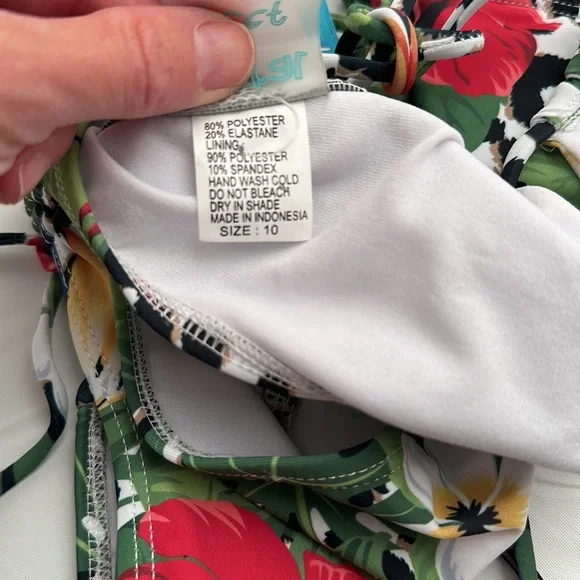 80% POLYESTER
20% ELASTANE
LINING
90% POLYESTER
10% SPANDEX
HAND WASH COLD
DO NOT BLEACH
DRY IN SHADE
MADE IN INDONESIA
SIZE : 10